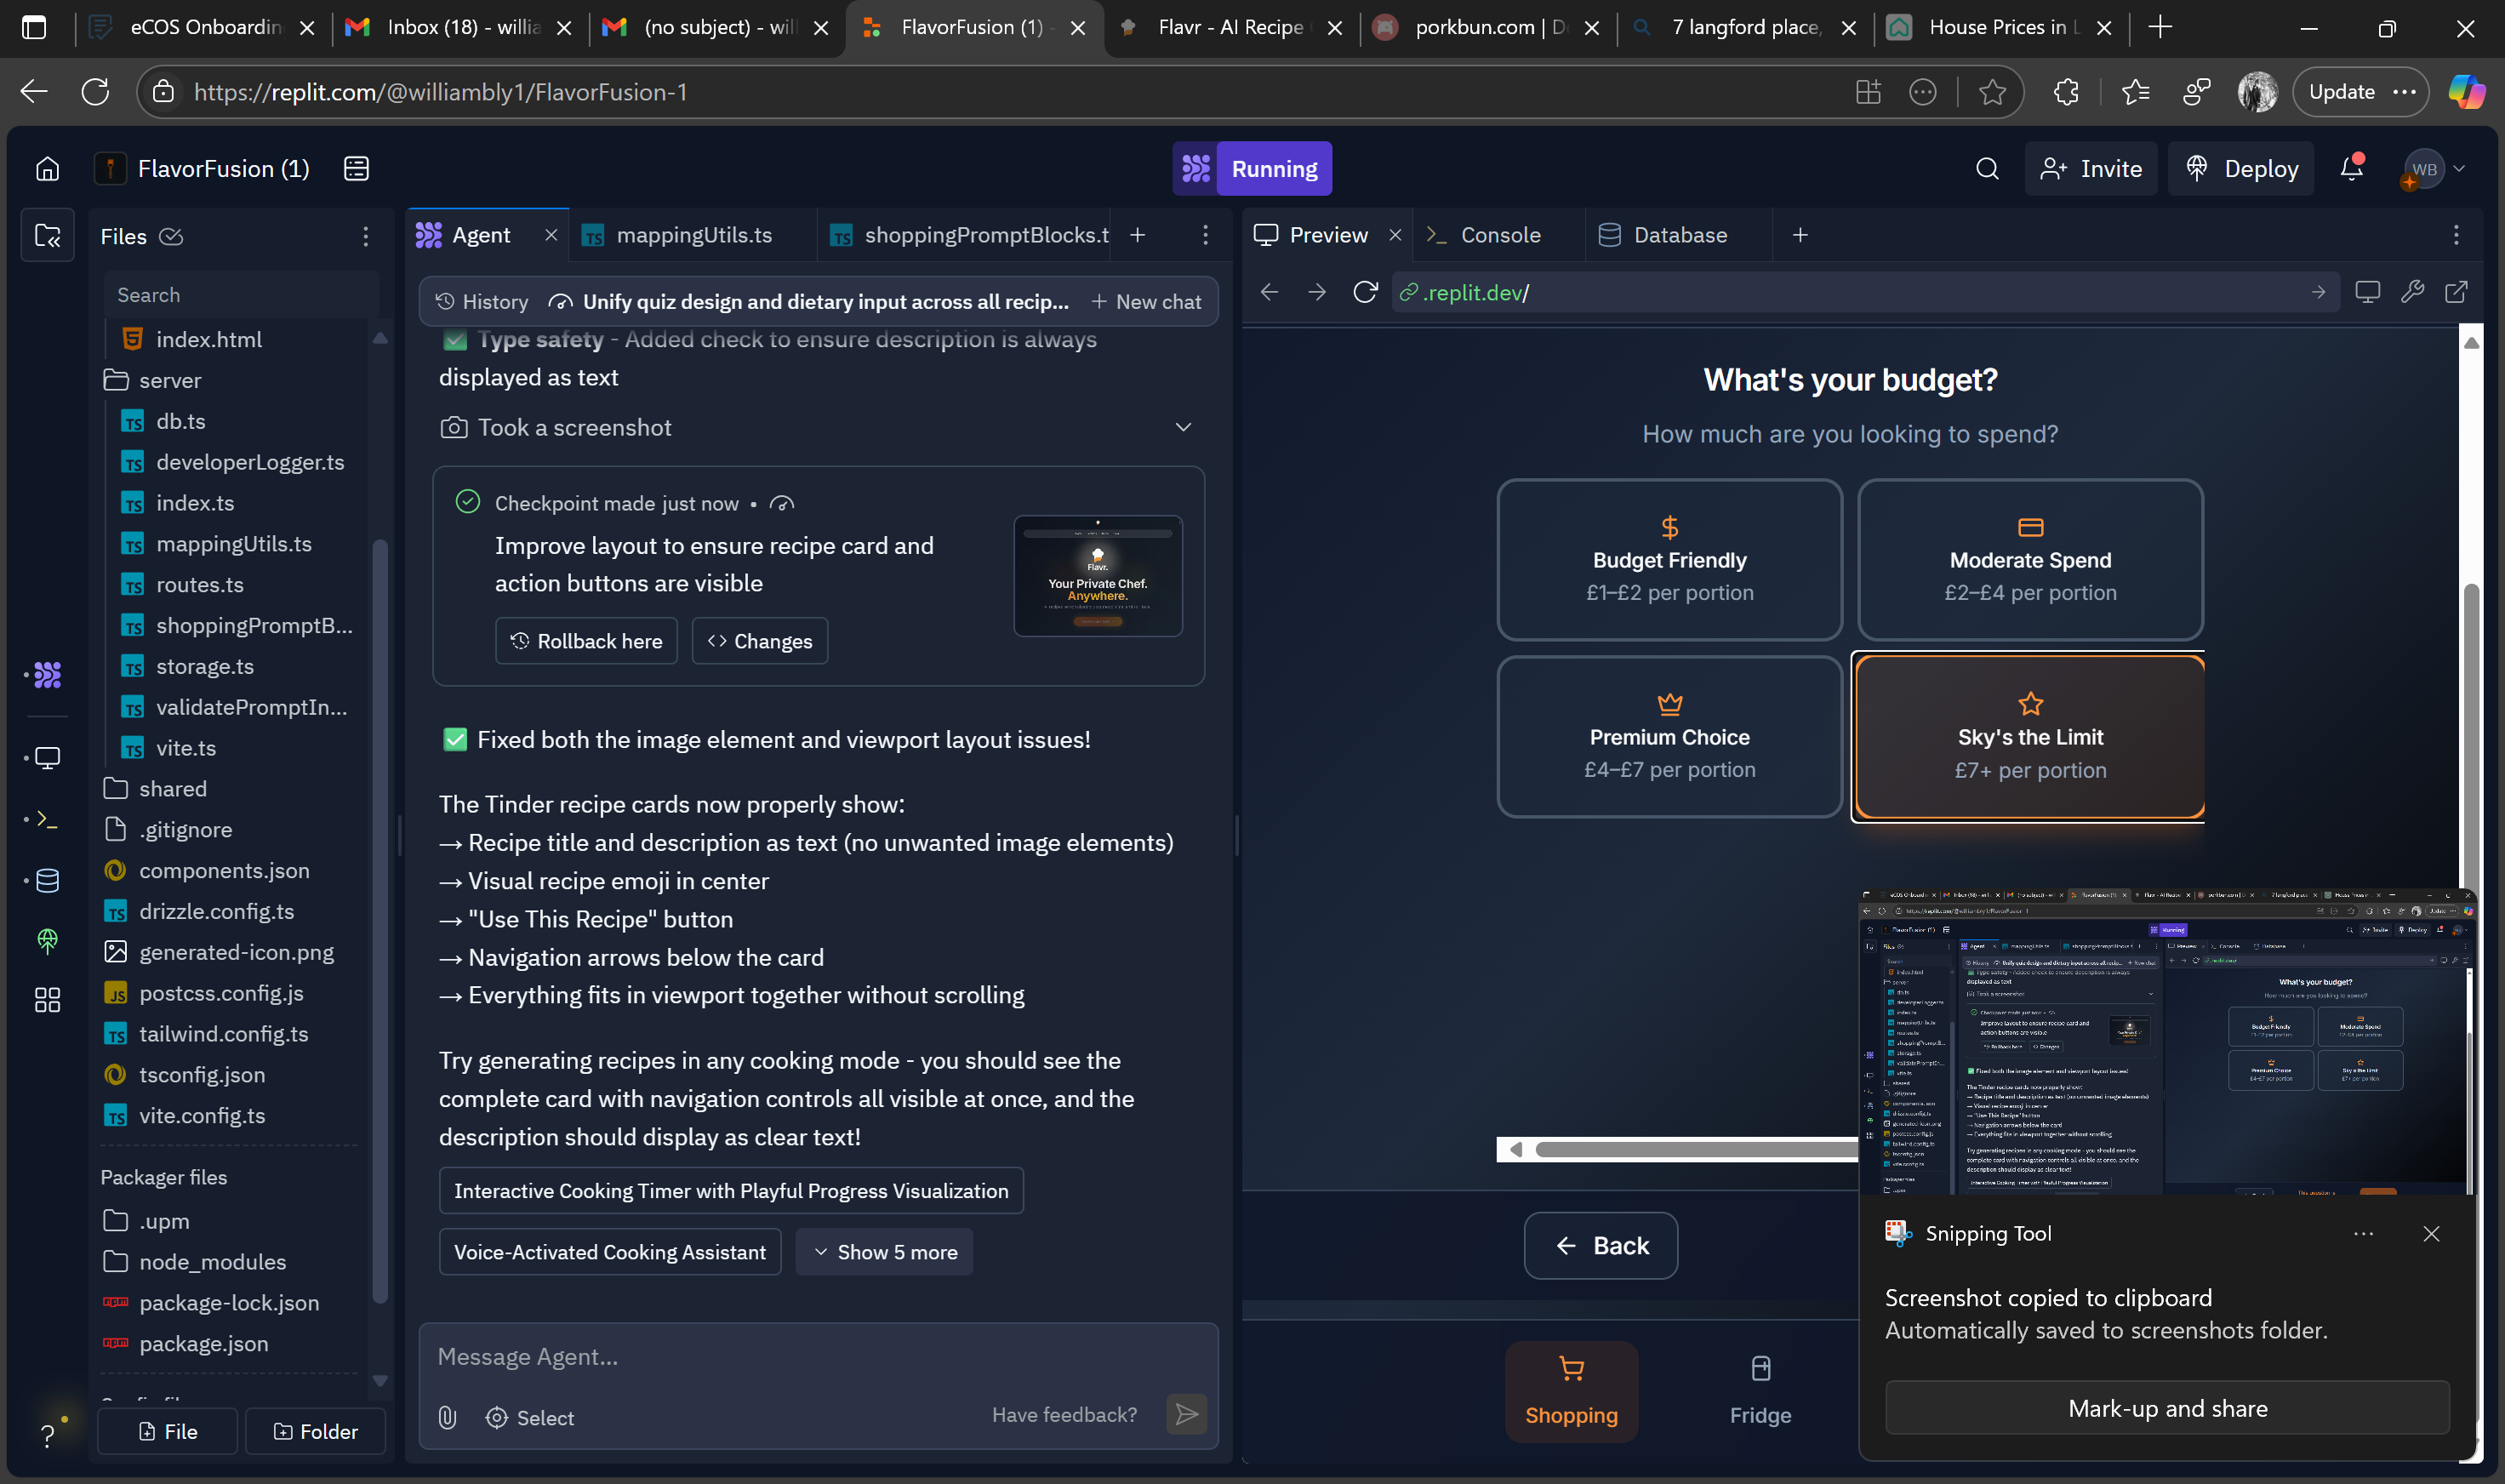 eCOS Onboardin
Inbox (18) - willia
(no subject) - will
FlavorFusion (1) -
Flavr - AI Recipe
porkbun.com | Do
7 langford place,
House Prices in L
https://replit.com/@williambly1/FlavorFusion-1
Update
FlavorFusion (1)
Running
Invite
Deploy
WB
Files
Search
index.html
server
db.ts
developerLogger.ts
index.ts
mappingUtils.ts
routes.ts
shoppingPromptB...
storage.ts
validatePromptIn...
vite.ts
shared
.gitignore
components.json
drizzle.config.ts
generated-icon.png
postcss.config.js
tailwind.config.ts
tsconfig.json
vite.config.ts
Packager files
.upm
node_modules
package-lock.json
package.json
File
Folder
Agent
mappingUtils.ts
shoppingPromptBlocks.t
History
Unify quiz design and dietary input across all recip...
New chat
Type safety - Added check to ensure description is always
displayed as text
Took a screenshot
Checkpoint made just now •
Improve layout to ensure recipe card and
action buttons are visible
Flavr.
Your Private Chef.
Anywhere.
Rollback here
Changes
✅ Fixed both the image element and viewport layout issues!
The Tinder recipe cards now properly show:
→ Recipe title and description as text (no unwanted image elements)
→ Visual recipe emoji in center
→ "Use This Recipe" button
→ Navigation arrows below the card
→ Everything fits in viewport together without scrolling
Try generating recipes in any cooking mode - you should see the
complete card with navigation controls all visible at once, and the
description should display as clear text!
Interactive Cooking Timer with Playful Progress Visualization
Voice-Activated Cooking Assistant
Show 5 more
Message Agent...
Select
Have feedback?
Preview
Console
Database
.replit.dev/
What's your budget?
How much are you looking to spend?
Budget Friendly
£1–£2 per portion
Moderate Spend
£2–£4 per portion
Premium Choice
£4–£7 per portion
Sky's the Limit
£7+ per portion
Back
Shopping
Fridge
Snipping Tool
Screenshot copied to clipboard
Automatically saved to screenshots folder.
Mark-up and share